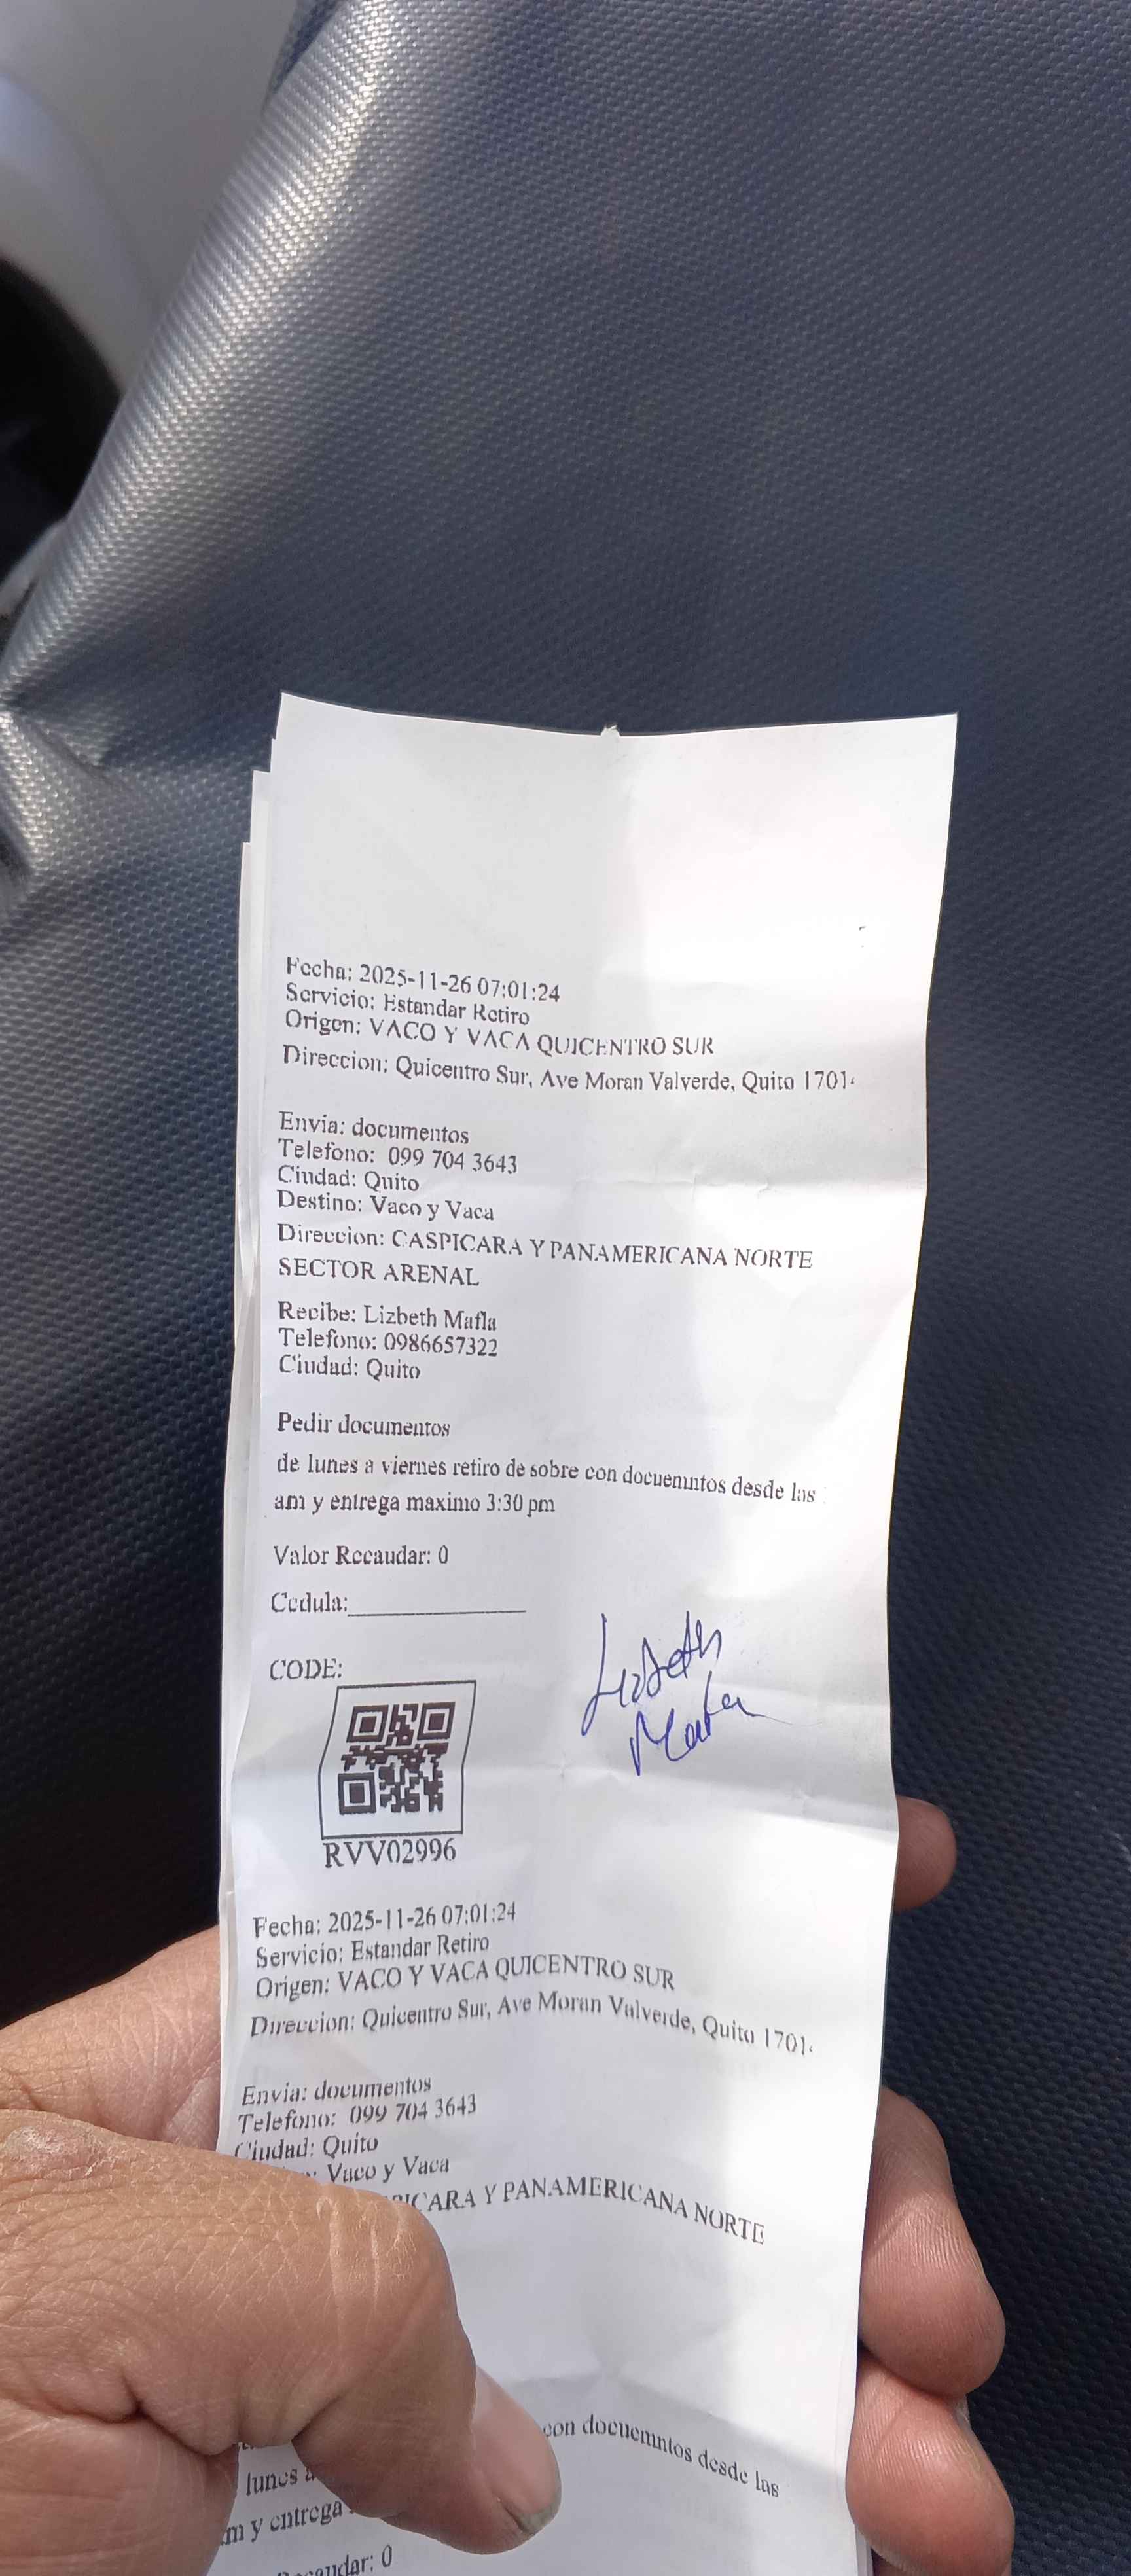 Fecha: 2025-11-26 07:01:24
Servicio: Estandar Retiro
Origen: VACO Y VACA QUICENTRO SUR
Direccion: Quicentro Sur, Ave Moran Valverde, Quito 1701
Envia: documentos
Telefono: 099 704 3643
Ciudad: Quito
Destino: Vaco y Vaca
Direccion: CASPICARA Y PANAMERICANA NORTE
SECTOR ARENAL
Recibe: Lizbeth Mafla
Telefono: 0986657322
Ciudad: Quito
Pedir documentos
de lunes a viernes retiro de sobre con docuemntos desde las
am y entrega maximo 3:30 pm
Valor Recaudar: 0
Cedula:
Lizbeth
CODE:
RVV02996
Fecha: 2025-11-26 07:01:24
Servicio: Estandar Retiro
Origen: VACO Y VACA QUICENTRO SUR
Direccion: Quicentro Sur, Ave Moran Valverde, Quito 1701
Envia: documentos
Telefono: 099 704 3643
Ciudad: Quito
Vaco y Vaca
Y PANAMERICANA NORTE
lunes con docuemntos desde las
y entrega
0